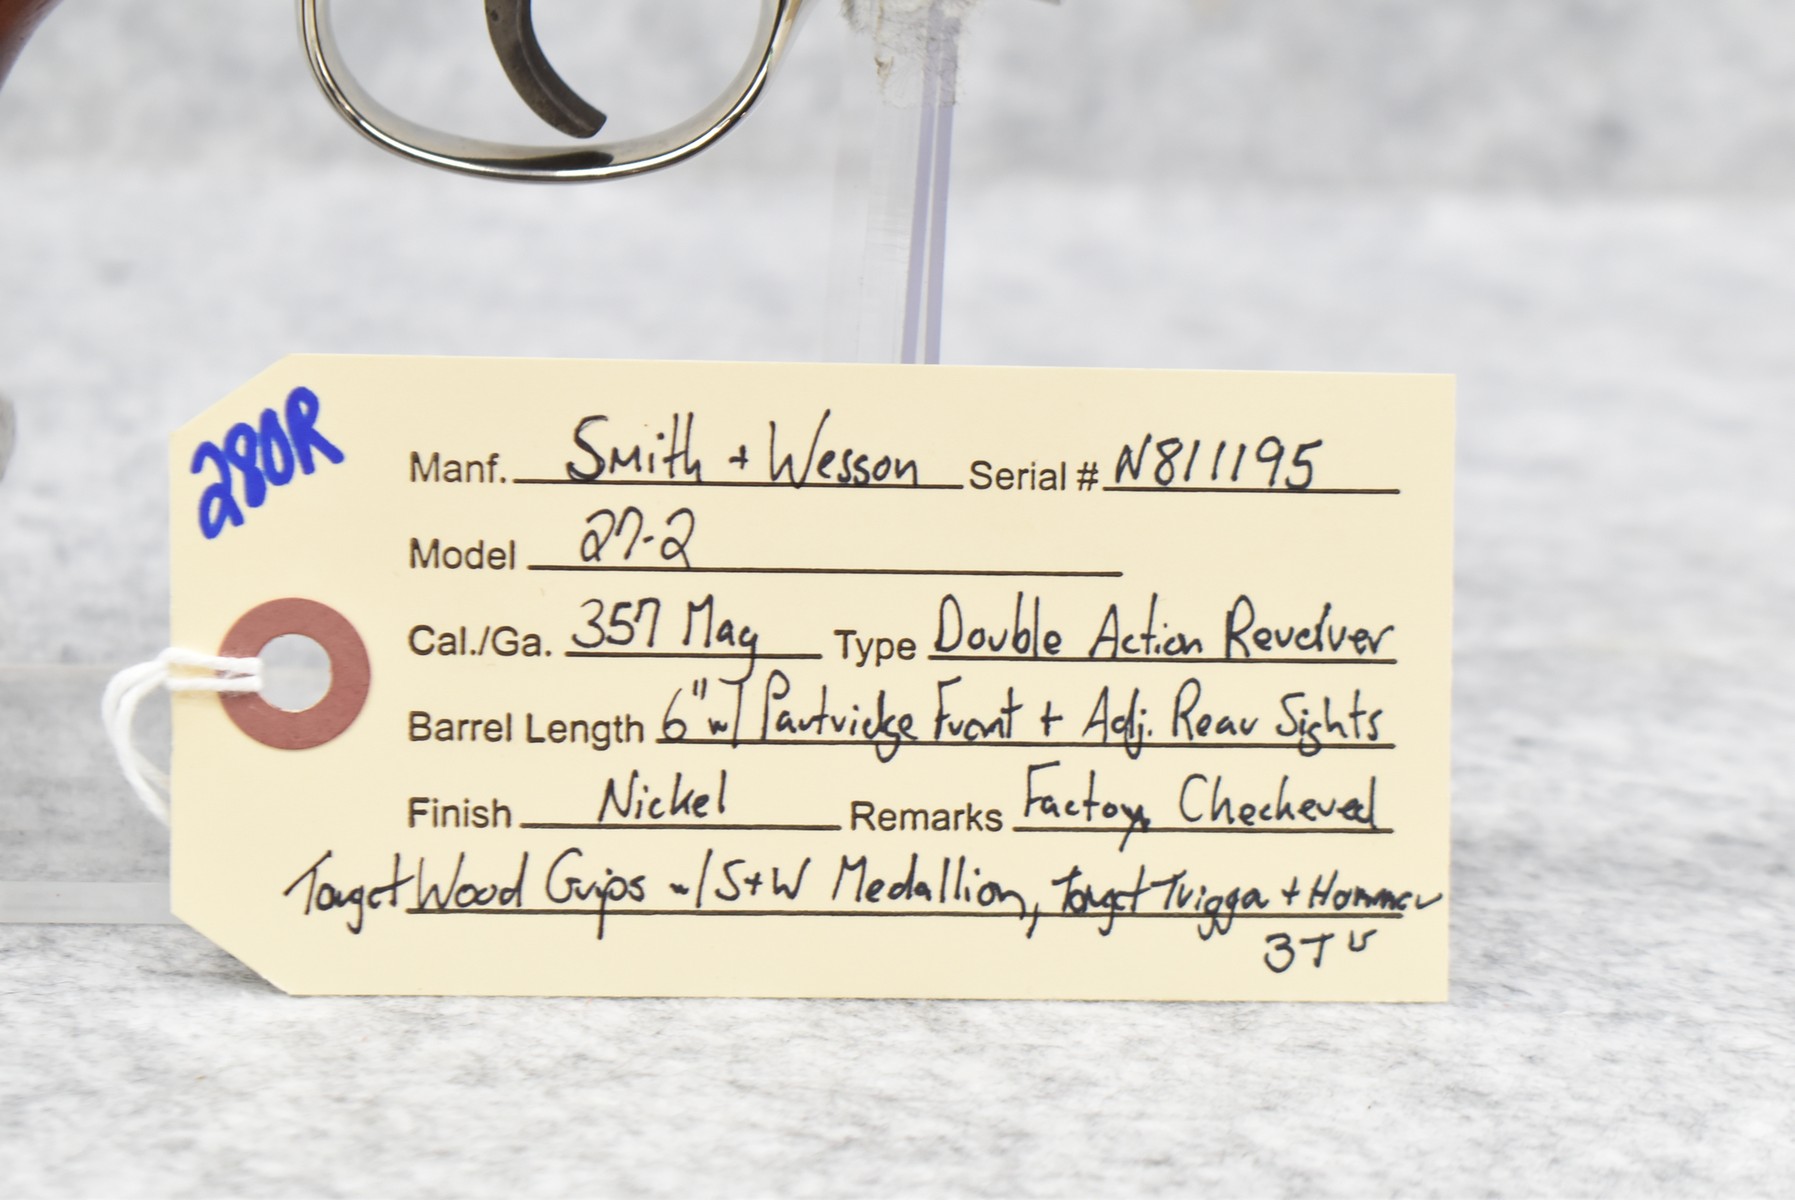 280R
Manf. Smith + Wesson Serial # N811195
Model 27-2
Cal./Ga. 357 Mag Type Double Action Revolver
Barrel Length 6" w/ Partridge Front + Adj. Rear Sights
Finish Nickel Remarks Factory Checkered
Target Wood Grips w/ S+W Medallion, Target Trigger + Hammer
3T's